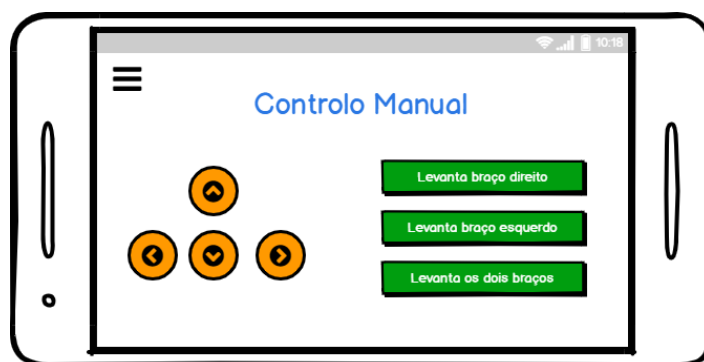 10:18
Controlo Manual
Levanta braço direito
Levanta braço esquerdo
Levanta os dois braços